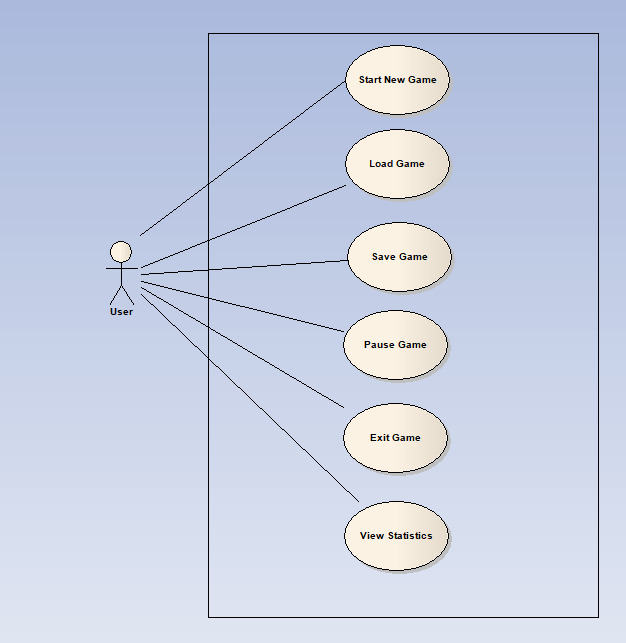 Start New Game
Load Game
Save Game
User
Pause Game
Exit Game
View Statistics